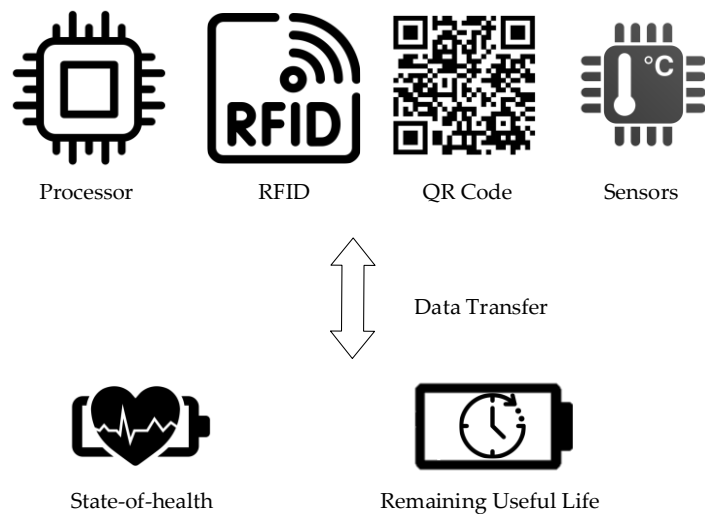 RFID
°C
Processor
RFID
QR Code
Sensors
Data Transfer
State-of-health
Remaining Useful Life